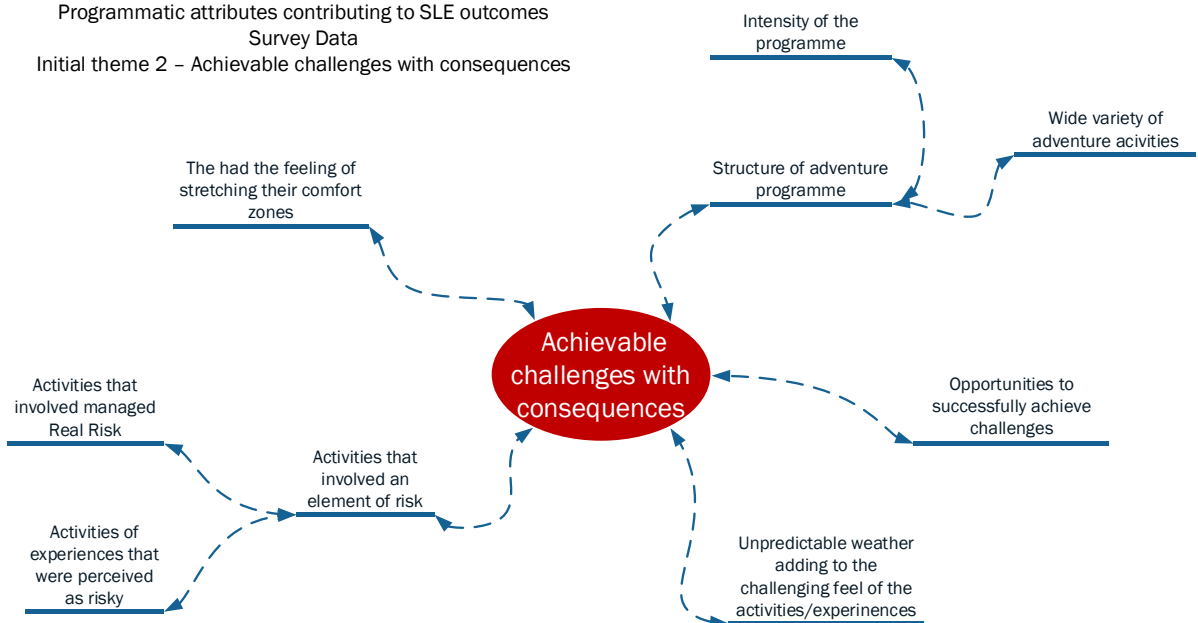 Programmatic attributes contributing to SLE outcomes
Survey Data
Initial theme 2 – Achievable challenges with consequences
Intensity of the
programme
Wide variety of
adventure acivities
The had the feeling of
stretching their comfort
zones
Structure of adventure
programme
Achievable
challenges with
consequences
Activities that
involved managed
Real Risk
Opportunities to
successfully achieve
challenges
Activities that
involved an
element of risk
Activities of
experiences that
were perceived
as risky
Unpredictable weather
adding to the
challenging feel of the
activities/experinences